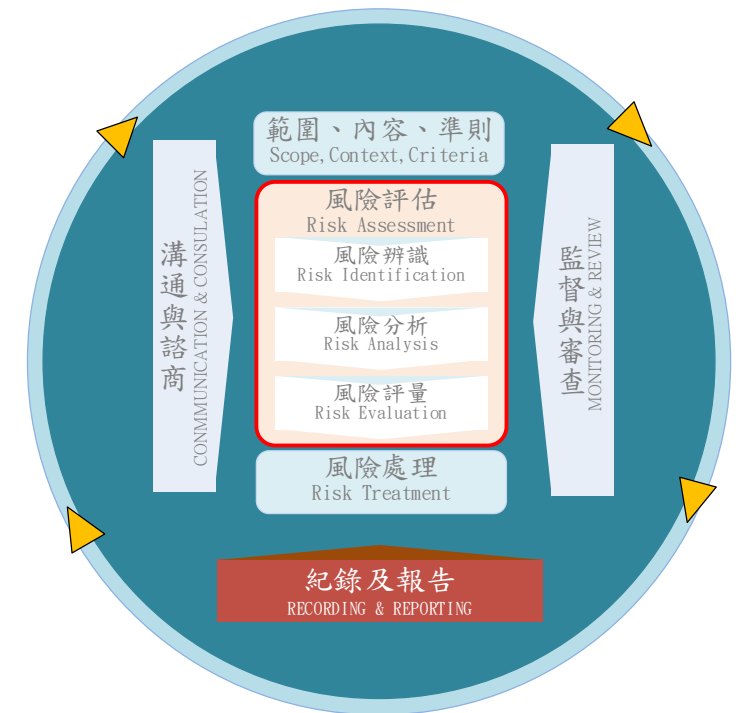 範圍、內容、準則
Scope,Context,Criteria
風險評估
Risk Assessment
風險辨識
Risk Identification
風險分析
Risk Analysis
風險評量
Risk Evaluation
風險處理
Risk Treatment
溝通與諮商
CONMMUNICATION & CONSULATION
監督與審查
MONITORING & REVIEW
紀錄及報告
RECORDING & REPORTING